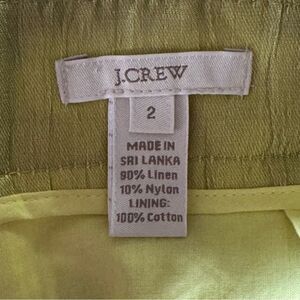 J.CREW
2
MADE IN
SRI LANKA
90% Linen
10% Nylon
LINING:
100% Cotton